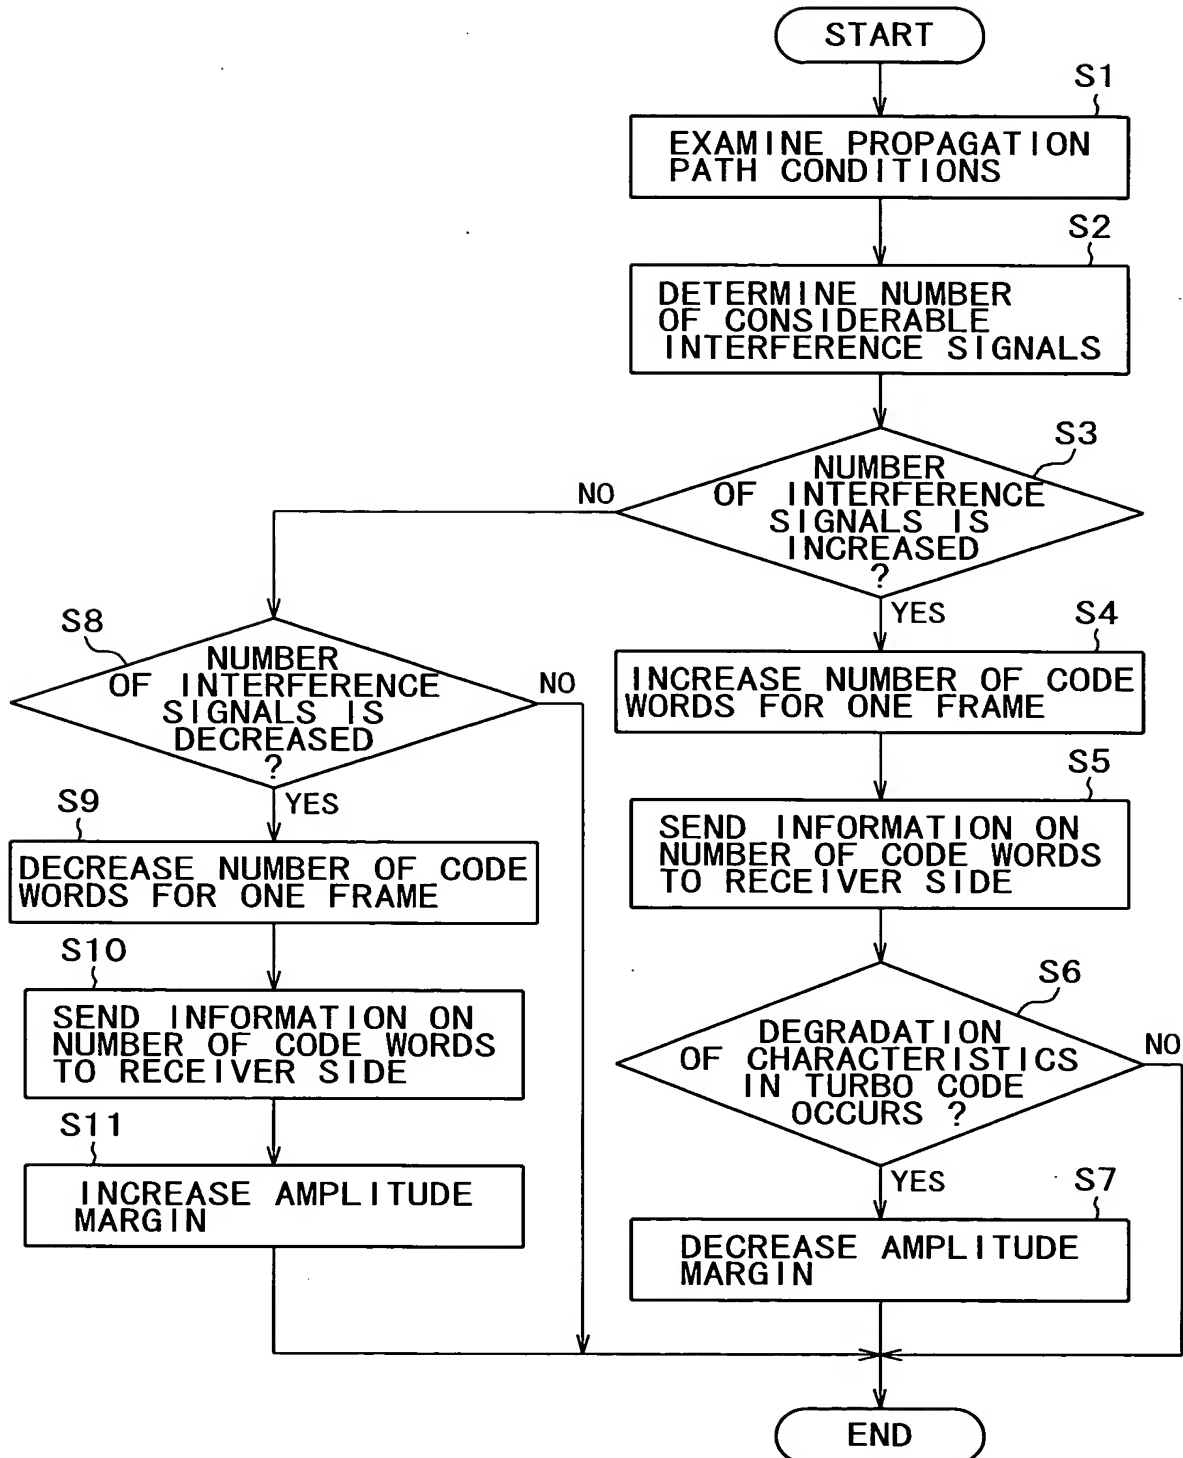 START
S1
EXAMINE PROPAGATION
PATH CONDITIONS
S2
DETERMINE NUMBER
OF CONSIDERABLE
INTERFERENCE SIGNALS
S3
NUMBER
OF INTERFERENCE
SIGNALS IS
INCREASED
?
NO
YES
S4
INCREASE NUMBER OF CODE
WORDS FOR ONE FRAME
S5
SEND INFORMATION ON
NUMBER OF CODE WORDS
TO RECEIVER SIDE
S6
DEGRADATION
OF CHARACTERISTICS
IN TURBO CODE
OCCURS ?
NO
YES
S7
DECREASE AMPLITUDE
MARGIN
S8
NUMBER
OF INTERFERENCE
SIGNALS IS
DECREASED
?
NO
YES
S9
DECREASE NUMBER OF CODE
WORDS FOR ONE FRAME
S10
SEND INFORMATION ON
NUMBER OF CODE WORDS
TO RECEIVER SIDE
S11
INCREASE AMPLITUDE
MARGIN
END